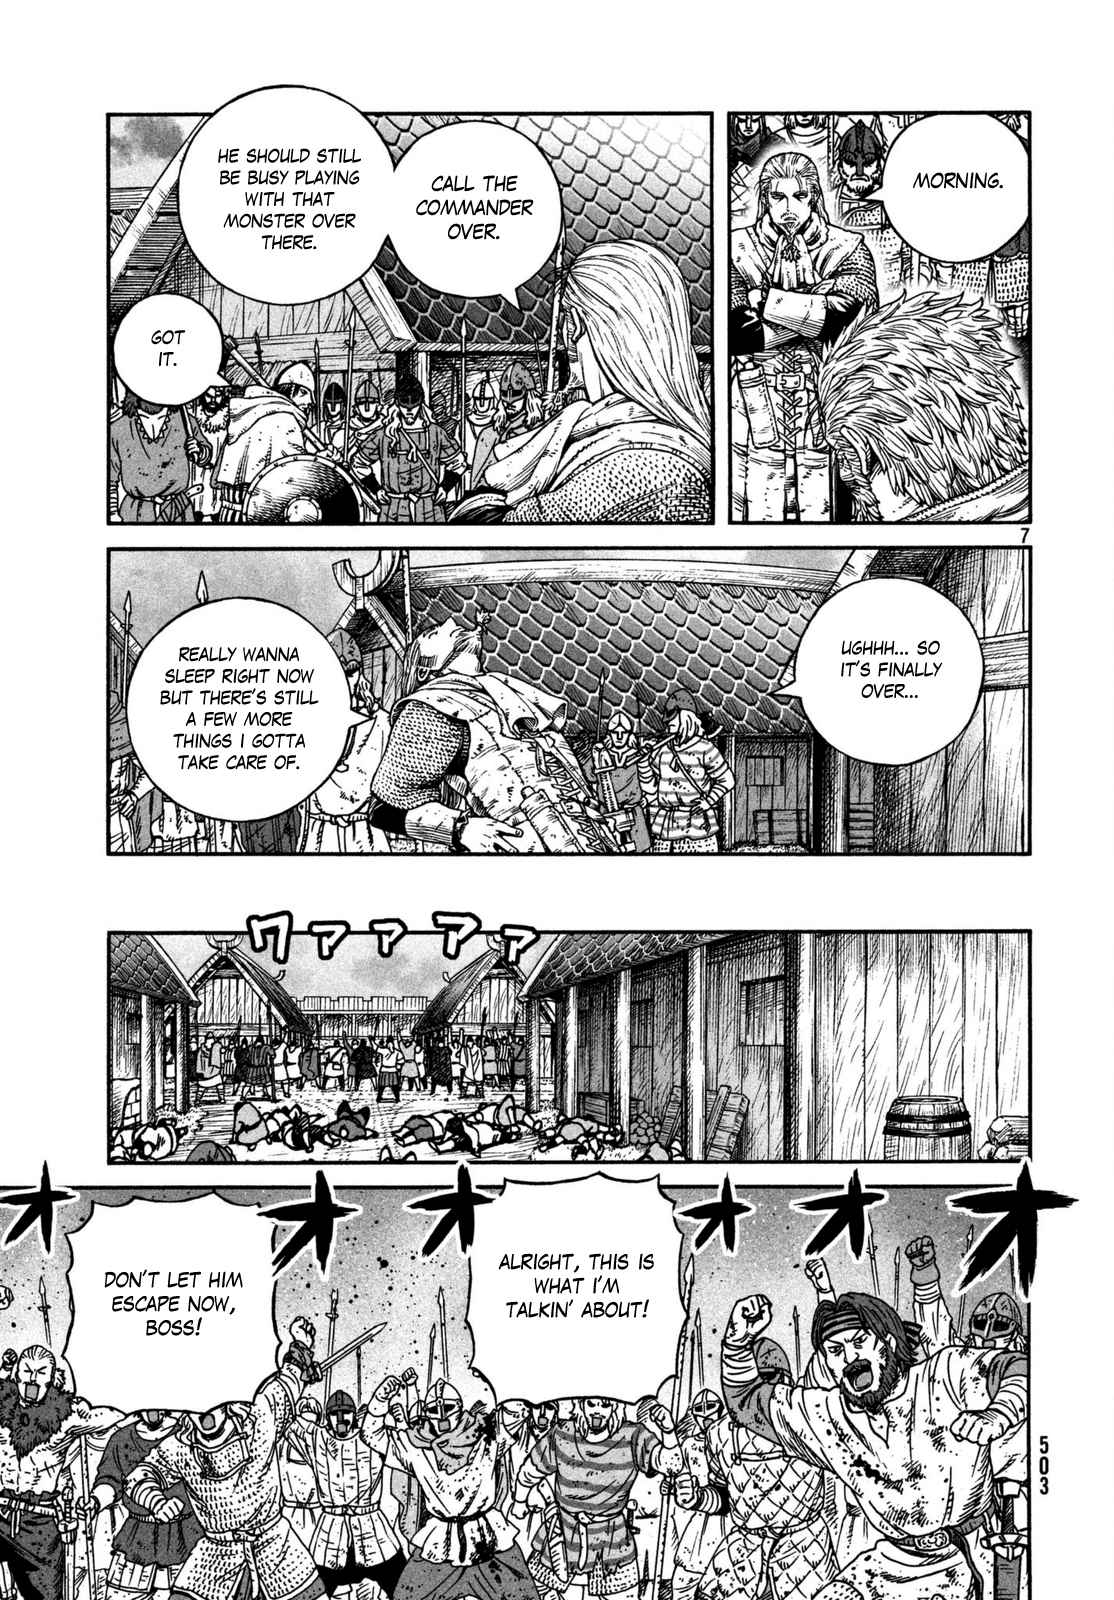 MORNING.
CALL THE
COMMANDER
OVER.
HE SHOULD STILL
BE BUSY PLAYING
WITH THAT
MONSTER OVER
THERE.
GOT
IT.
7
UGHHH... SO
IT'S FINALLY
OVER...
REALLY WANNA
SLEEP RIGHT NOW
BUT THERE'S STILL
A FEW MORE
THINGS I GOTTA
TAKE CARE OF.
ワァァアァ
オオオオオオ
ALRIGHT, THIS IS
WHAT I'M
TALKIN' ABOUT!
DON'T LET HIM
ESCAPE NOW,
BOSS!
503